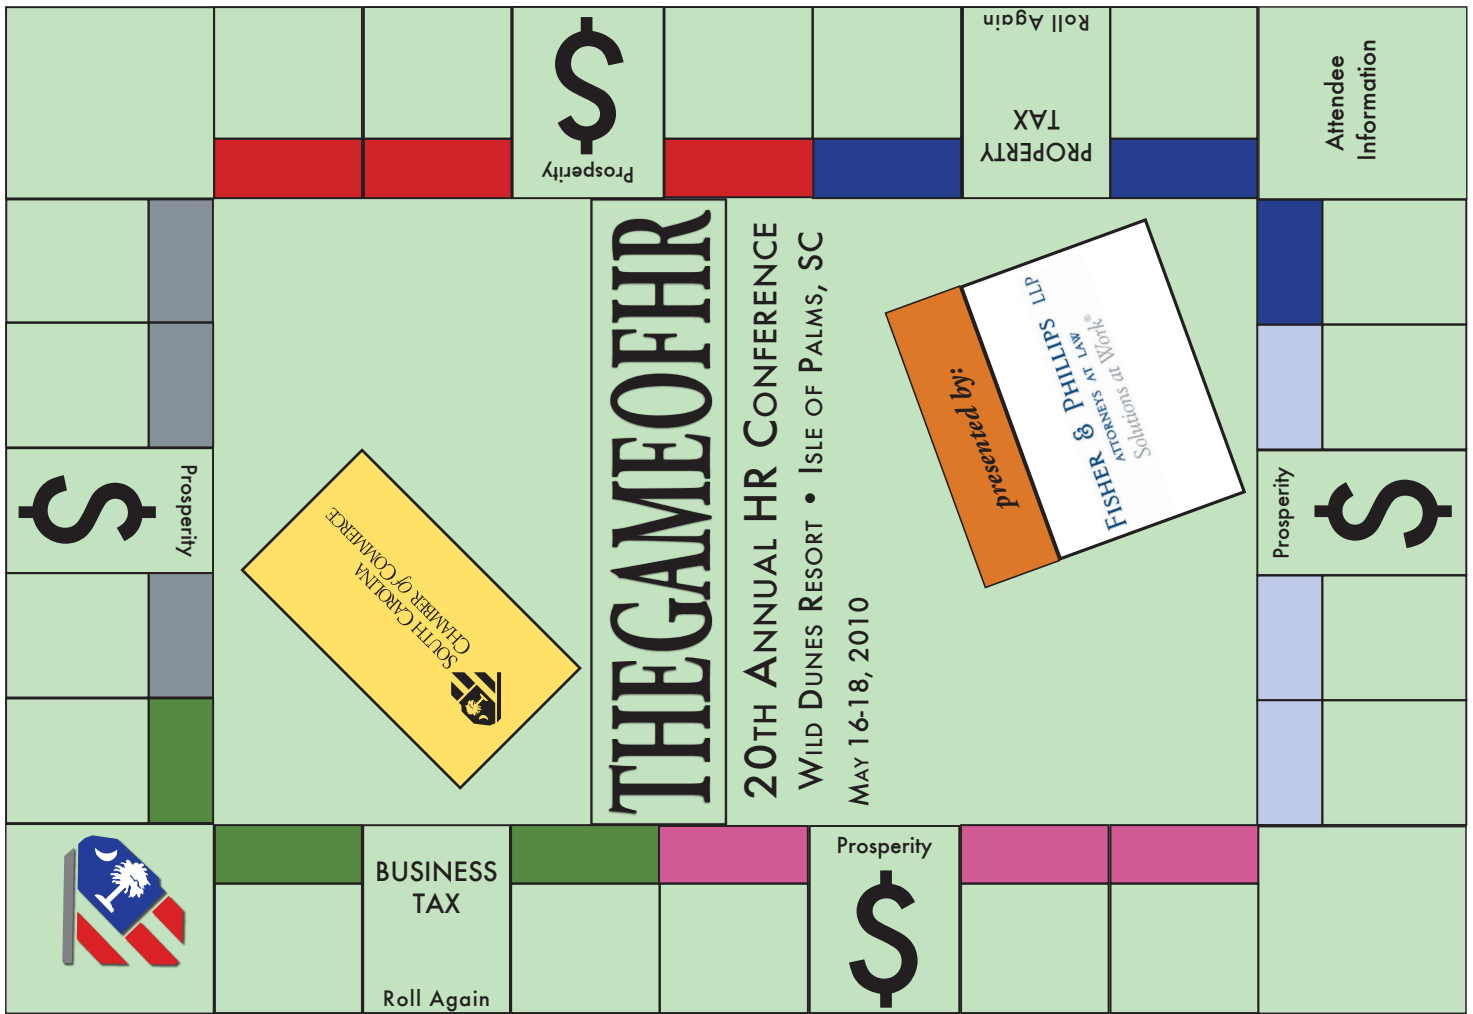 Roll Again
PROPERTY
TAX
$
Prosperity
Attendee
Information
$
Prosperity
THEGAMEOFHR
20TH ANNUAL HR CONFERENCE
WILD DUNES RESORT • ISLE OF PALMS, SC
MAY 16-18, 2010
presented by:
FISHER & PHILLIPS LLP
ATTORNEYS AT LAW
Solutions at Work®
SOUTH CAROLINA
CHAMBER of COMMERCE
Prosperity
$
BUSINESS
TAX
Roll Again
Prosperity
$